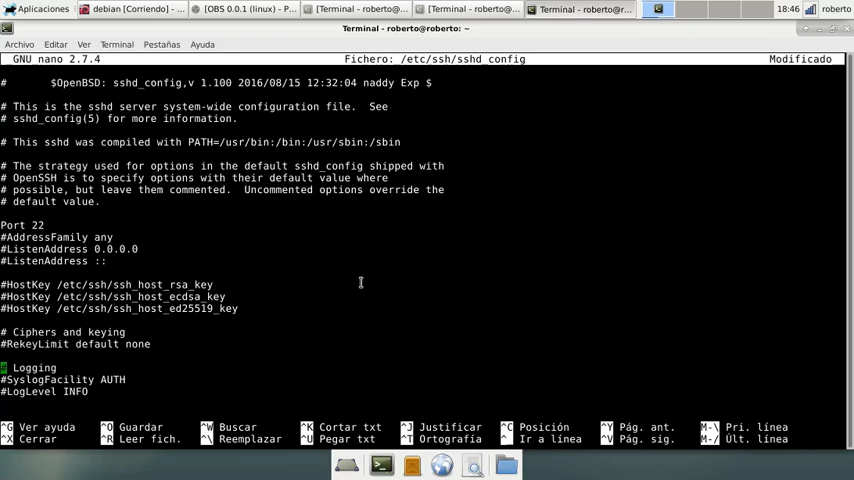 Aplicaciones
debian [Corriendo] - ...
[OBS 0.0.1 (linux) - P...
[Terminal - roberto@...
[Terminal - roberto@...
Terminal - roberto@r...
18:46
roberto
Terminal - roberto@roberto: ~
Archivo Editar Ver Terminal Pestañas Ayuda
GNU nano 2.7.4 Fichero: /etc/ssh/sshd_config Modificado
# $OpenBSD: sshd_config,v 1.100 2016/08/15 12:32:04 naddy Exp $
# This is the sshd server system-wide configuration file. See
# sshd_config(5) for more information.
# This sshd was compiled with PATH=/usr/bin:/bin:/usr/sbin:/sbin
# The strategy used for options in the default sshd_config shipped with
# OpenSSH is to specify options with their default value where
# possible, but leave them commented. Uncommented options override the
# default value.
Port 22
#AddressFamily any
#ListenAddress 0.0.0.0
#ListenAddress ::
#HostKey /etc/ssh/ssh_host_rsa_key
#HostKey /etc/ssh/ssh_host_ecdsa_key
#HostKey /etc/ssh/ssh_host_ed25519_key
# Ciphers and keying
#RekeyLimit default none
# Logging
#SyslogFacility AUTH
#LogLevel INFO
^G Ver ayuda ^O Guardar ^W Buscar ^K Cortar txt ^J Justificar ^C Posición ^Y Pág. ant. M-\ Pri. línea
^X Cerrar ^R Leer fich. ^\ Reemplazar ^U Pegar txt ^T Ortografía ^_ Ir a línea ^V Pág. sig. M-/ Últ. línea